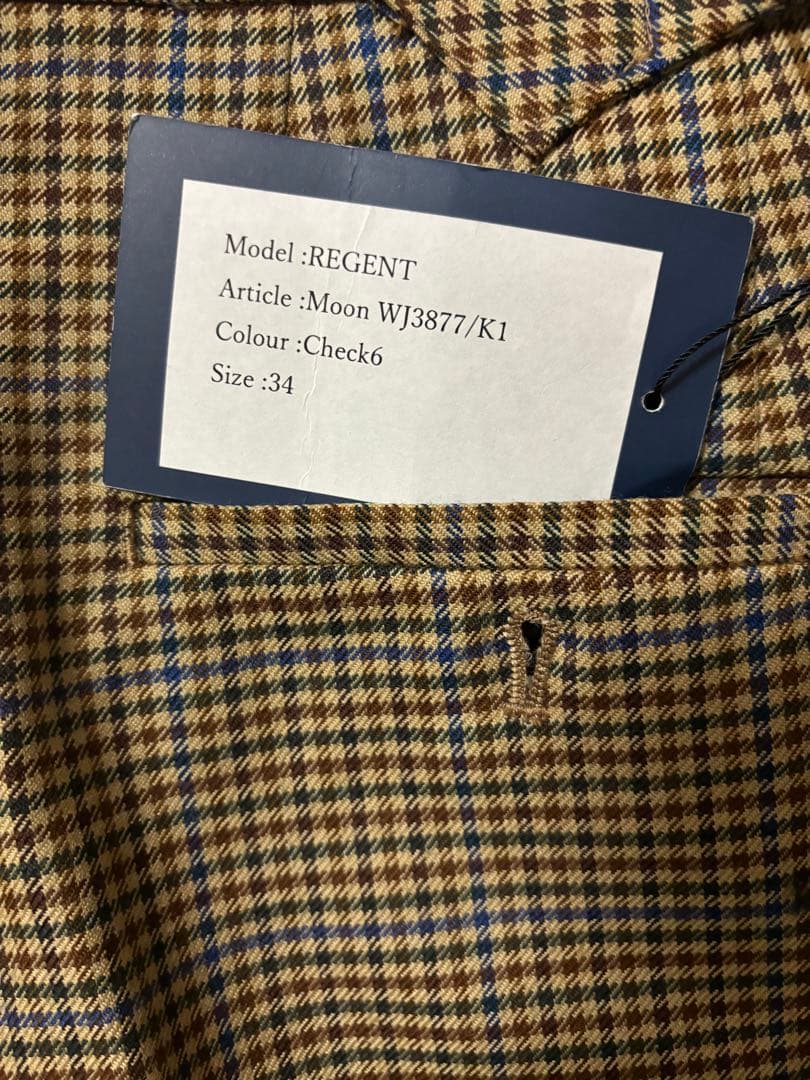 Model :REGENT
Article :Moon WJ3877/K1
Colour :Check6
Size :34